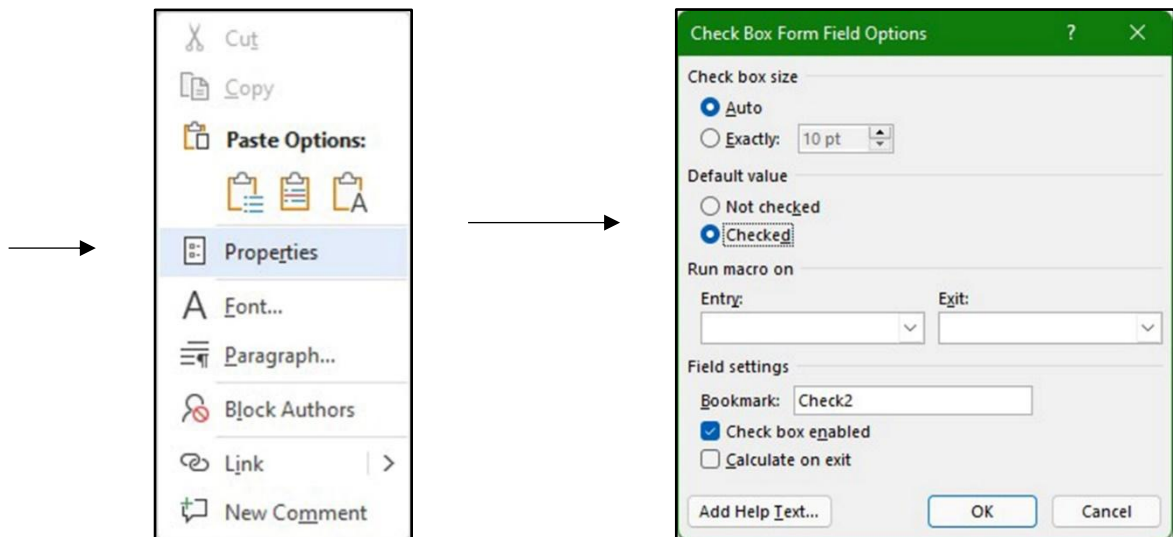 Cut
Copy
Paste Options:
A
Properties
A Font...
Paragraph...
Block Authors
Link >
New Comment
Check Box Form Field Options ? ×
Check box size
Auto
Exactly: 10 pt
Default value
Not checked
Checked
Run macro on
Entry: Exit:
Field settings
Bookmark: Check2
Check box enabled
Calculate on exit
Add Help Text... OK Cancel